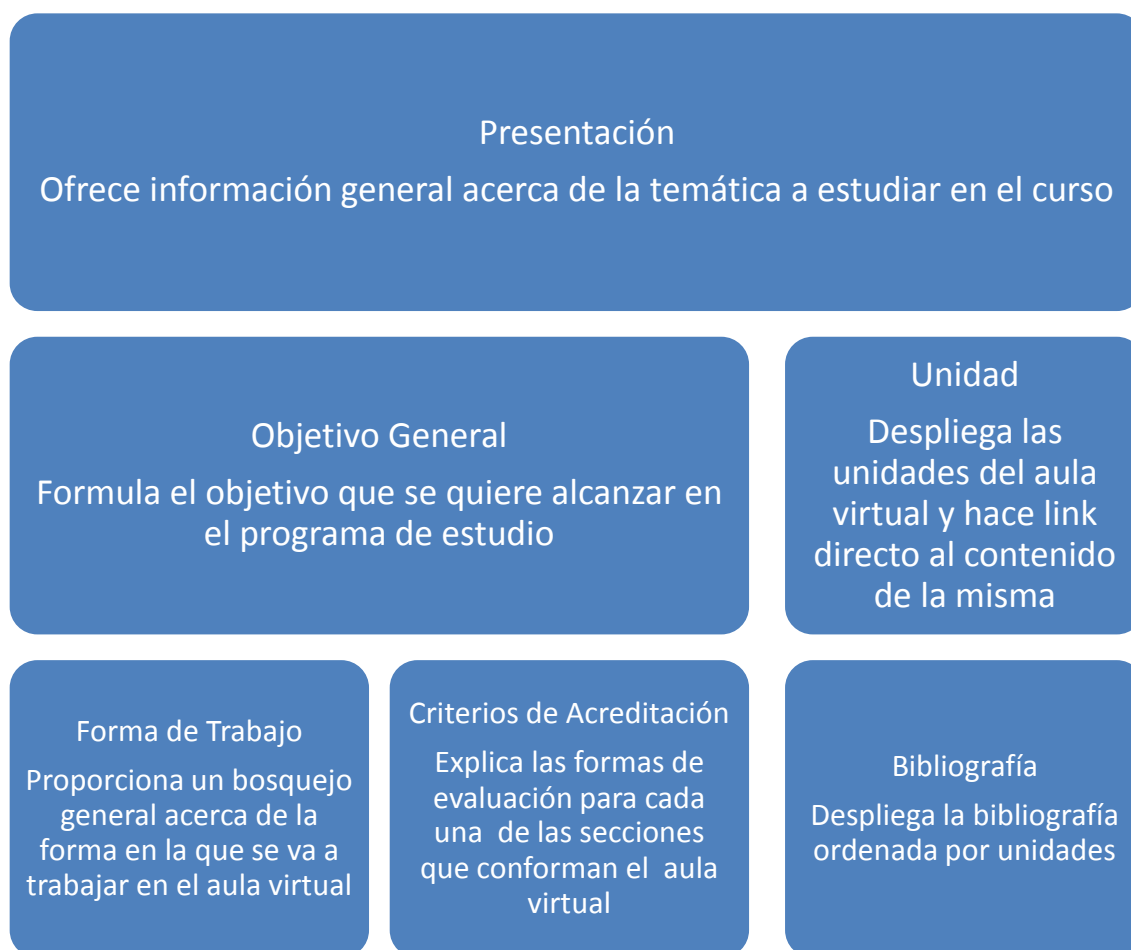 Presentación
Ofrece información general acerca de la temática a estudiar en el curso
Objetivo General
Formula el objetivo que se quiere alcanzar en
el programa de estudio
Unidad
Despliega las
unidades del aula
virtual y hace link
directo al contenido
de la misma
Forma de Trabajo
Proporciona un bosquejo
general acerca de la
forma en la que se va a
trabajar en el aula virtual
Criterios de Acreditación
Explica las formas de
evaluación para cada
una de las secciones
que conforman el aula
virtual
Bibliografía
Despliega la bibliografía
ordenada por unidades